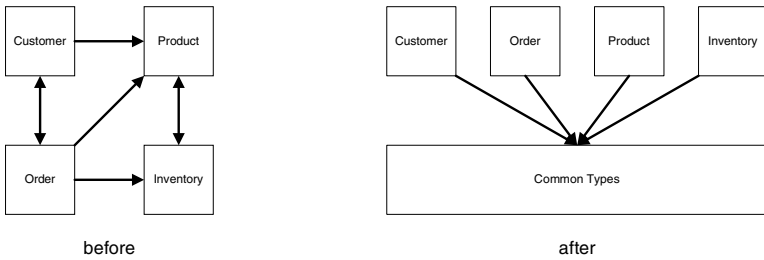 Customer
Product
Order
Inventory
before
Customer
Order
Product
Inventory
Common Types
after